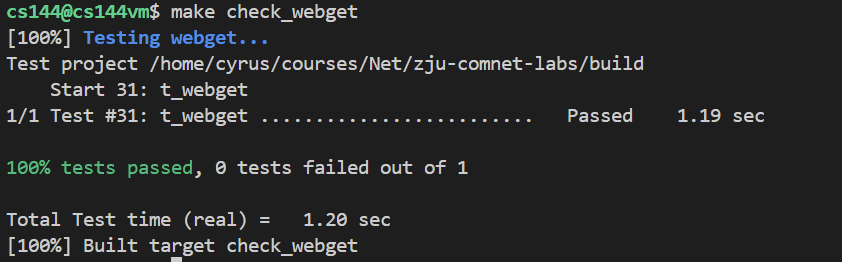 cs144@cs144vm$ make check_webget
[100%] Testing webget...
Test project /home/cyrus/courses/Net/zju-comnet-labs/build
    Start 31: t_webget
1/1 Test #31: t_webget .........................   Passed    1.19 sec

100% tests passed, 0 tests failed out of 1

Total Test time (real) =   1.20 sec
[100%] Built target check_webget